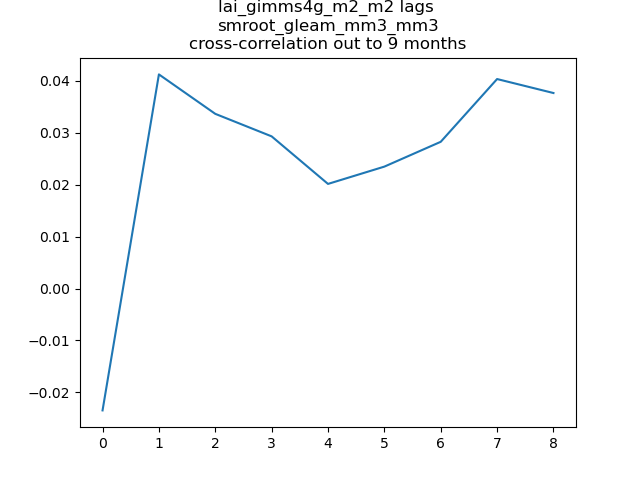 lai_gimms4g_m2_m2 lags
smroot_gleam_mm3_mm3
cross-correlation out to 9 months
0.04
0.03
0.02
0.01
0.00
−0.01
−0.02
0 1 2 3 4 5 6 7 8